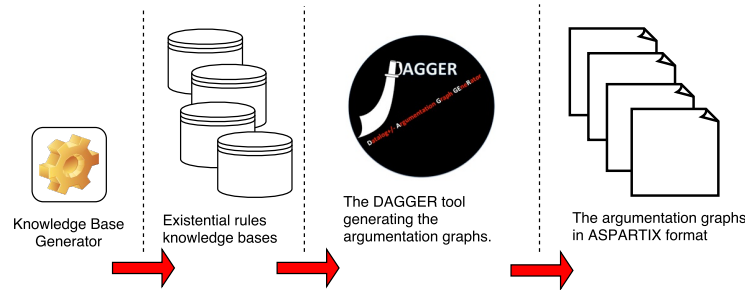 DAGGER
Datalog+/- Argumentation Graph GEneRator
Knowledge Base
Generator
Existential rules
knowledge bases
The DAGGER tool
generating the
argumentation graphs.
The argumentation graphs
in ASPARTIX format